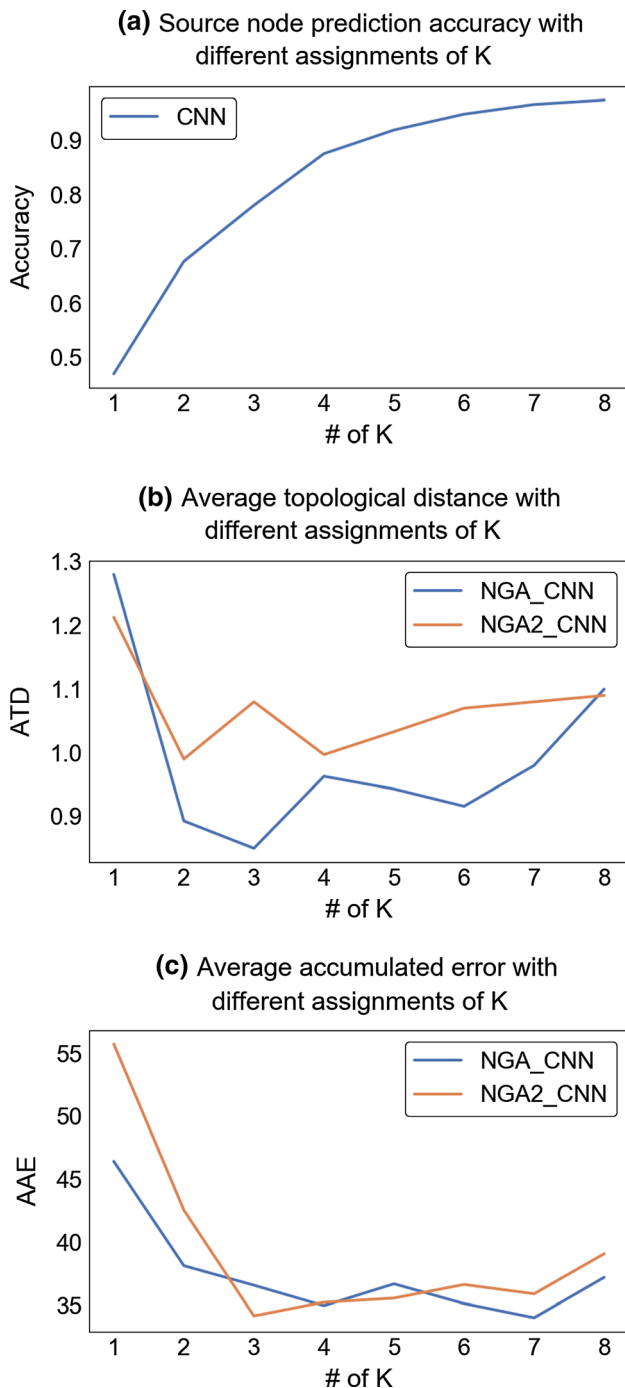 (a) Source node prediction accuracy with
different assignments of K
CNN
0.9
0.8
0.7
0.6
0.5
Accuracy
1 2 3 4 5 6 7 8
# of K
(b) Average topological distance with
different assignments of K
1.3
1.2
1.1
1.0
0.9
ATD
NGA_CNN
NGA2_CNN
1 2 3 4 5 6 7 8
# of K
(c) Average accumulated error with
different assignments of K
55
50
45
40
35
AAE
NGA_CNN
NGA2_CNN
1 2 3 4 5 6 7 8
# of K